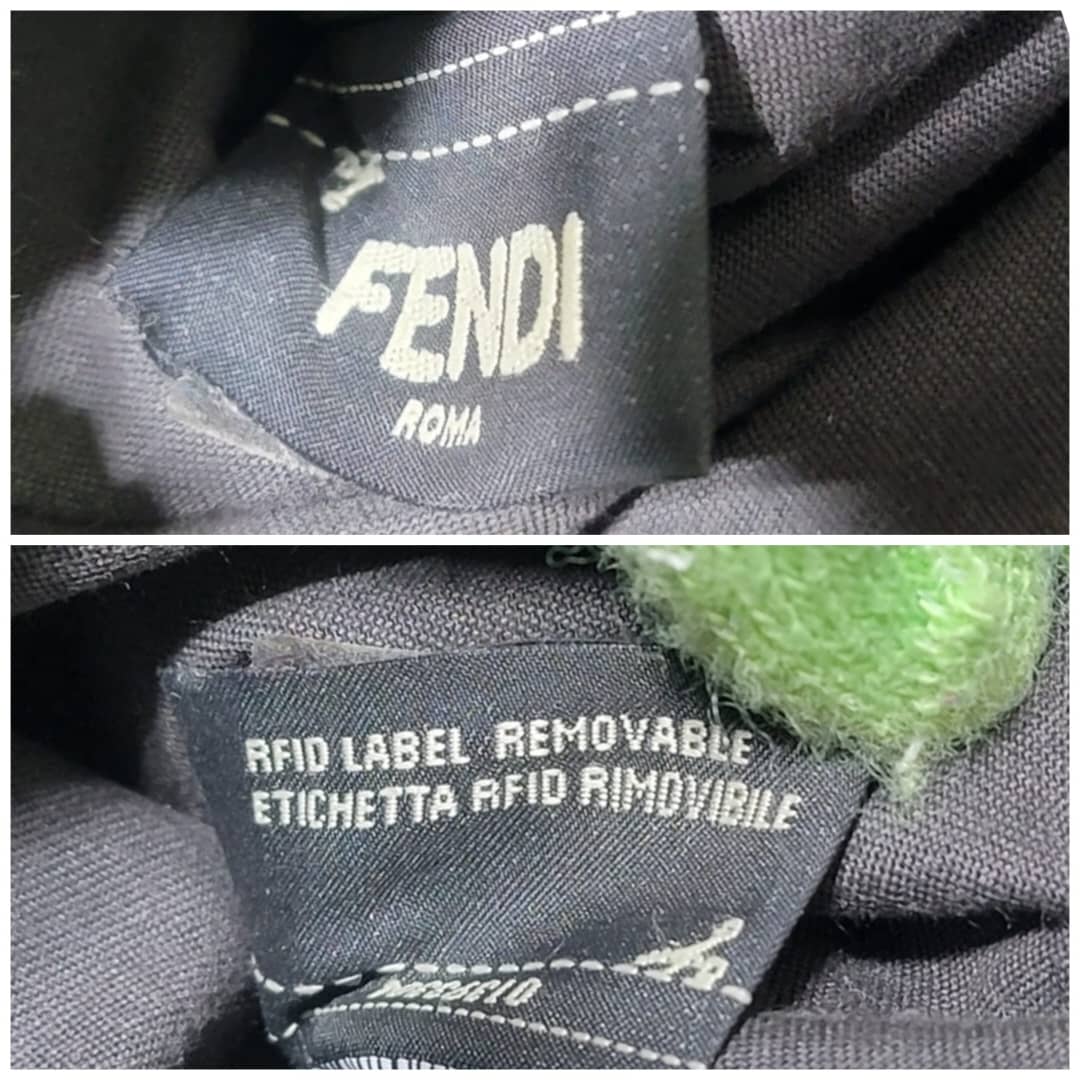 FENDI
ROMA
RFID LABEL REMOVABLE
ETICHETTA RFID RIMOVIBILE